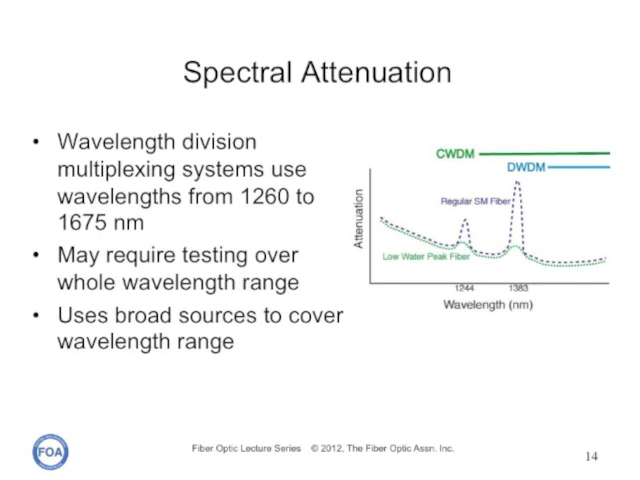 Spectral Attenuation
• Wavelength division
multiplexing systems use
wavelengths from 1260 to
1675 nm
• May require testing over
whole wavelength range
• Uses broad sources to cover
wavelength range
CWDM
DWDM
Attenuation
Regular SM Fiber
Low Water Peak Fiber
1244 1383
Wavelength (nm)
FOA
Fiber Optic Lecture Series © 2012, The Fiber Optic Assn. Inc.
14